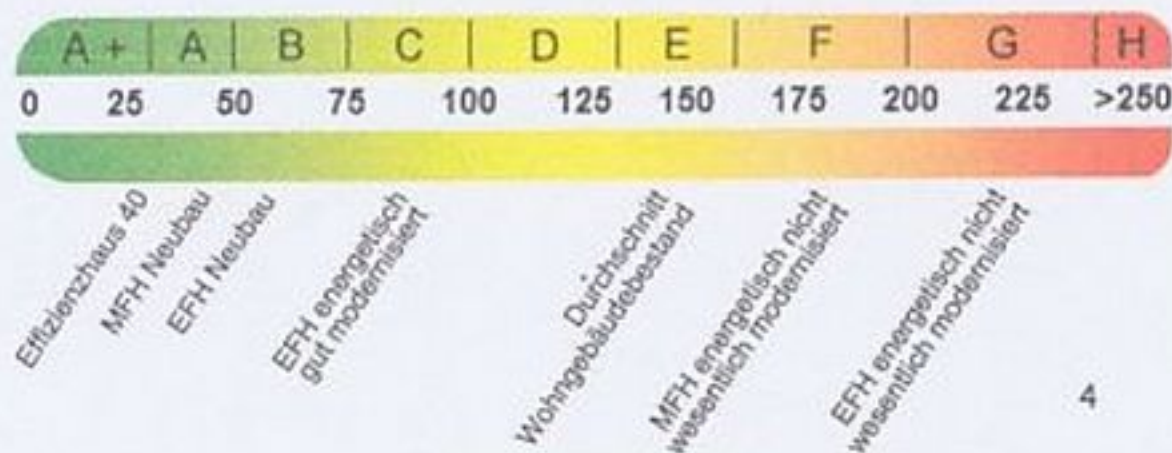 A+ A B C D E F G H
0 25 50 75 100 125 150 175 200 225 >250
Effizienzhaus 40
MFH Neubau
EFH Neubau
EFH energetisch
gut modernisiert
Durchschnitt
Wohngebäudebestand
MFH energetisch nicht
wesentlich modernisiert
EFH energetisch nicht
wesentlich modernisiert
4